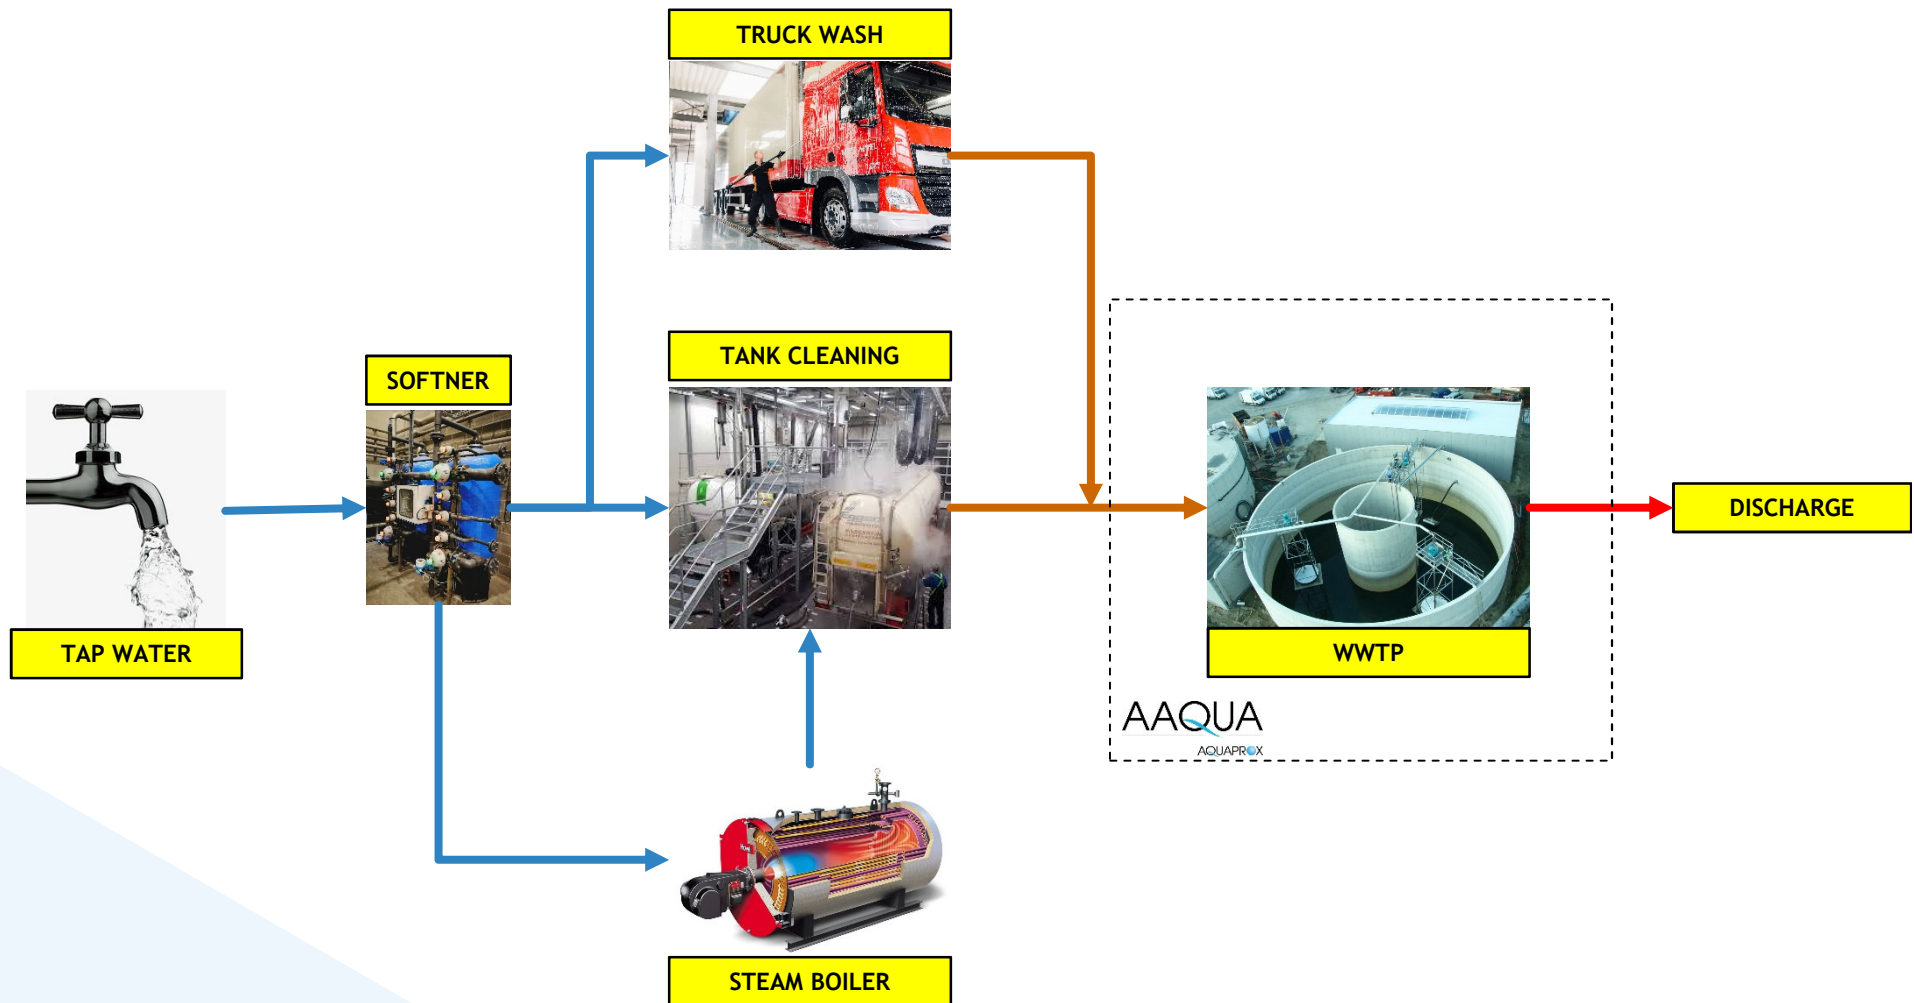 TRUCK WASH
TANK CLEANING
SOFTNER
TAP WATER
WWTP
DISCHARGE
AAQUA
AQUAPROX
STEAM BOILER